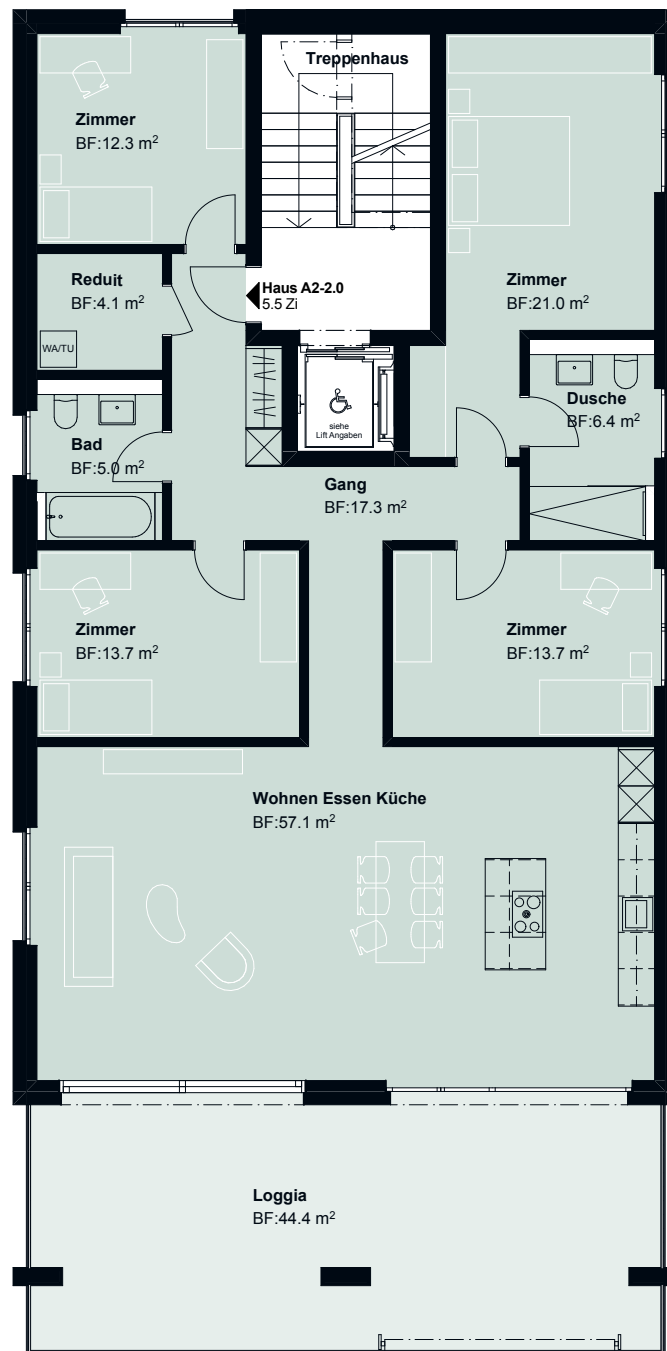 Treppenhaus
Zimmer
BF:12.3 m²
Reduit
BF:4.1 m²
WA/TU
Haus A2-2.0
5.5 Zi
Zimmer
BF:21.0 m²
siehe
Lift Angaben
Dusche
BF:6.4 m²
Bad
BF:5.0 m²
Gang
BF:17.3 m²
Zimmer
BF:13.7 m²
Zimmer
BF:13.7 m²
Wohnen Essen Küche
BF:57.1 m²
Loggia
BF:44.4 m²